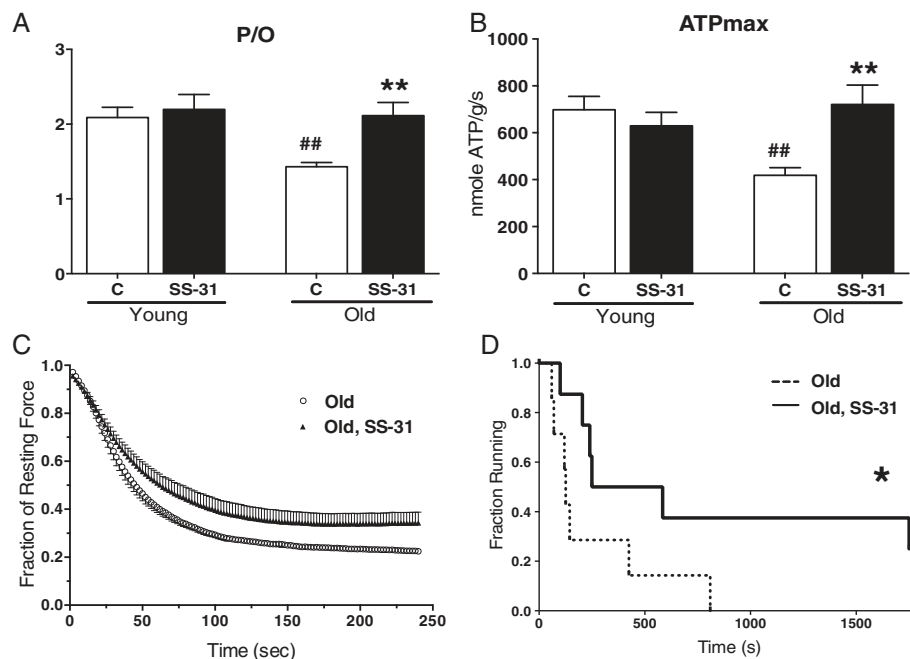 A
P/O
3
2
1
0
##
**
C
SS-31
C
SS-31
Young
Old
B
ATPmax
nmole ATP/g/s
1000
800
600
400
200
0
##
**
C
SS-31
C
SS-31
Young
Old
C
Fraction of Resting Force
1.0
0.8
0.6
0.4
0.2
0.0
Old
Old, SS-31
0
50
100
150
200
250
Time (sec)
D
Fraction Running
1.0
0.8
0.6
0.4
0.2
0.0
Old
Old, SS-31
*
0
500
1000
1500
Time (s)